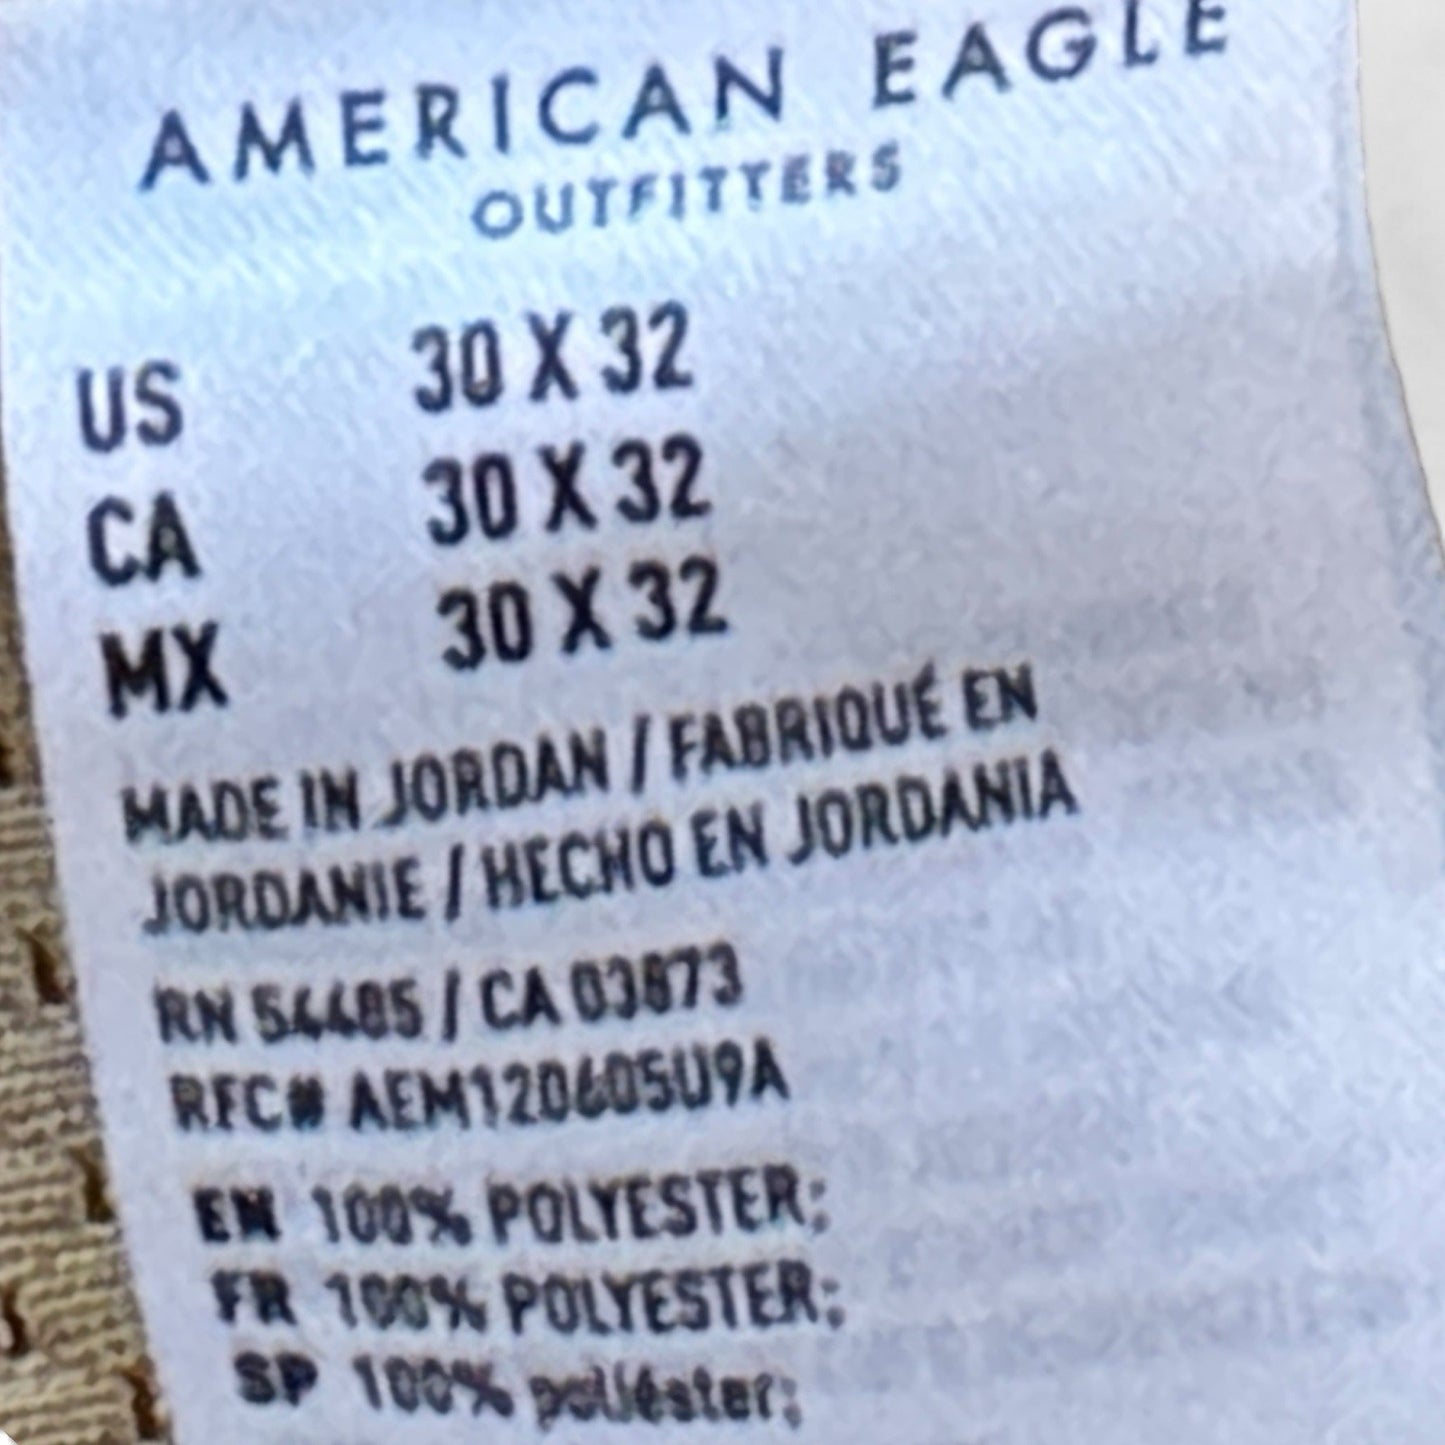 AMERICAN EAGLE
OUTFITTERS
US 30 X 32
CA 30 X 32
MX 30 X 32
MADE IN JORDAN / FABRIQUÉ EN
JORDANIE / HECHO EN JORDANIA
RN 54485 / CA 03873
RFC# AEM120605U9A
EN 100% POLYESTER;
FR 100% POLYESTER;
SP 100% poliéster;